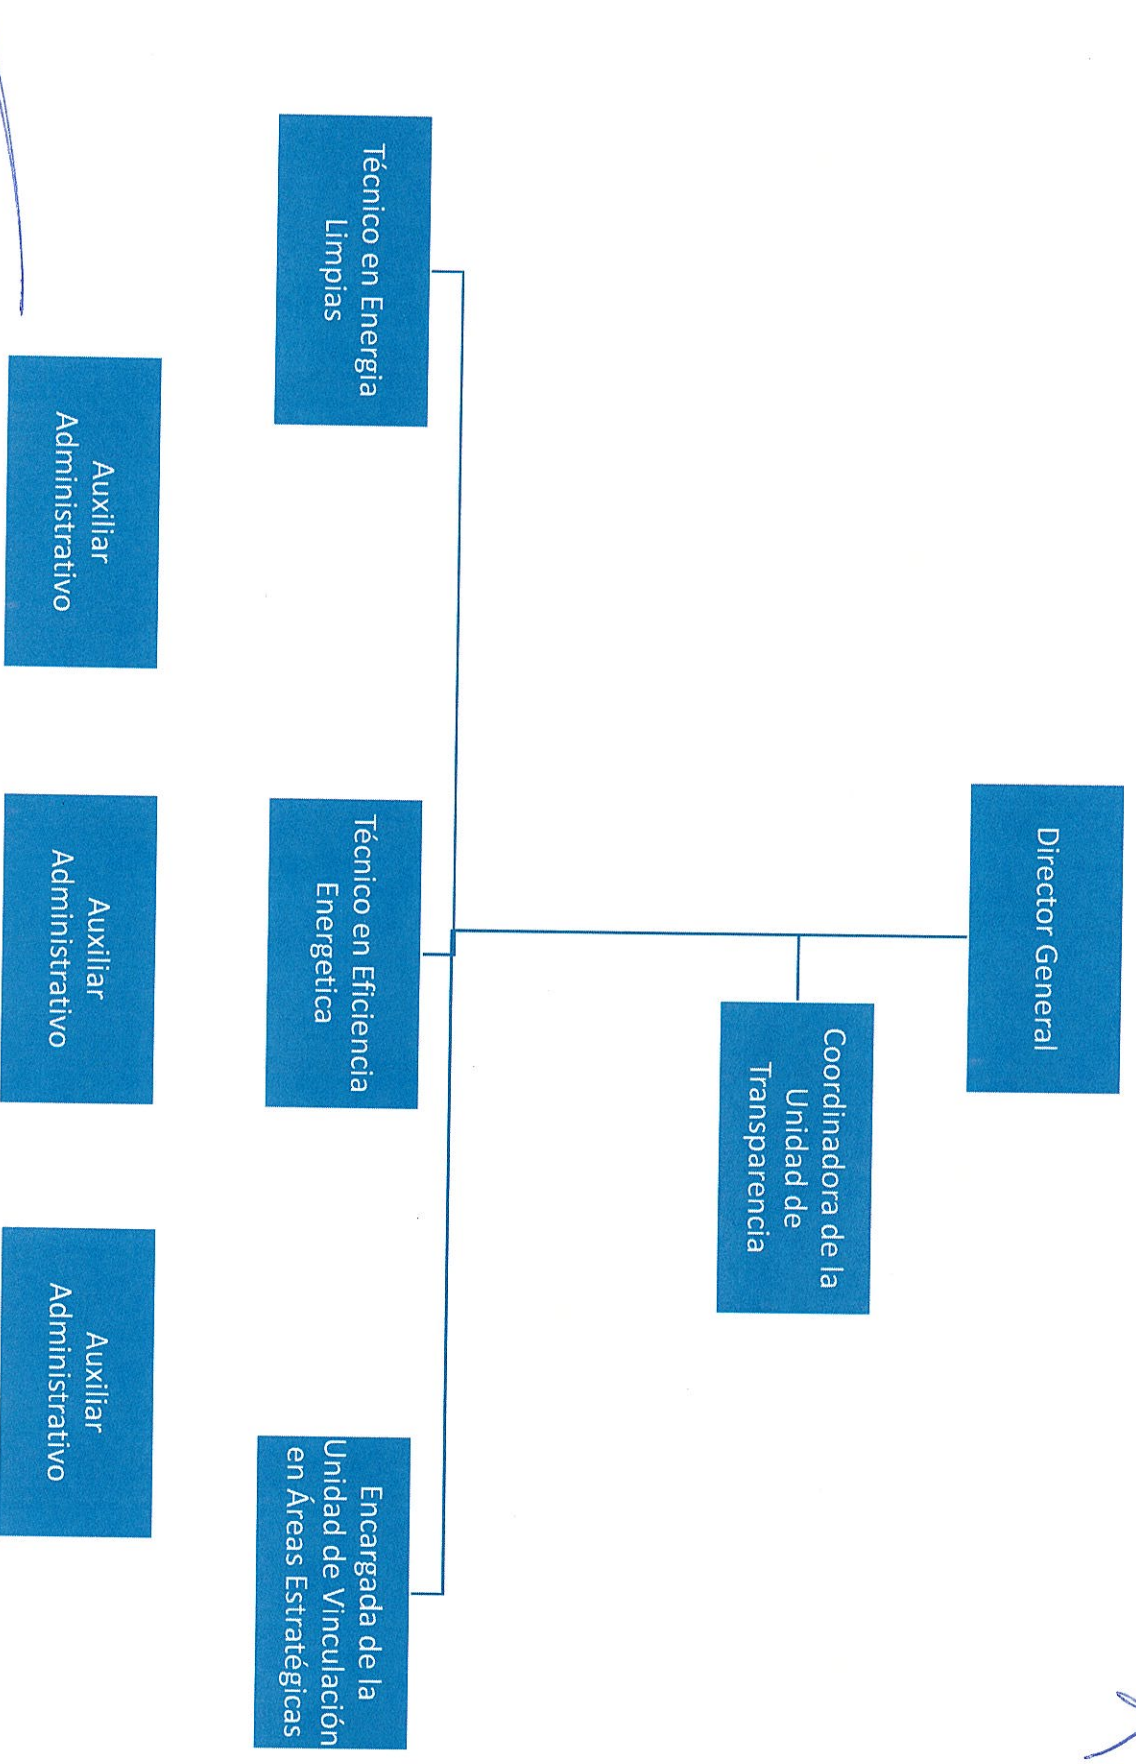 Director General
Coordinadora de la
Unidad de
Transparencia
Técnico en Energia
Limpias
Técnico en Eficiencia
Energetica
Encargada de la
Unidad de Vinculación
en Áreas Estratégicas
Auxiliar
Administrativo
Auxiliar
Administrativo
Auxiliar
Administrativo